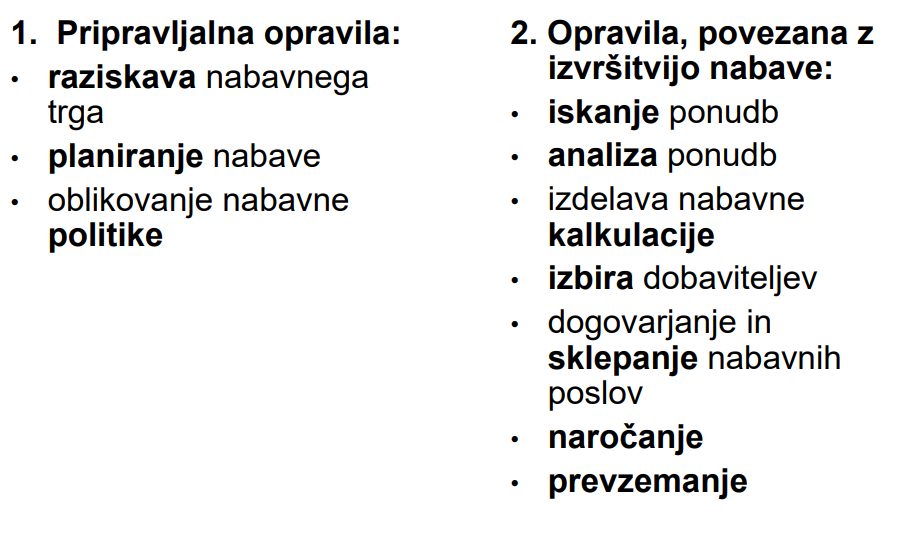 1. Pripravljalna opravila:
• raziskava nabavnega
trga
• planiranje nabave
• oblikovanje nabavne
politike
2. Opravila, povezana z
izvršitvijo nabave:
• iskanje ponudb
• analiza ponudb
• izdelava nabavne
kalkulacije
• izbira dobaviteljev
• dogovarjanje in
sklepanje nabavnih
poslov
• naročanje
• prevzemanje